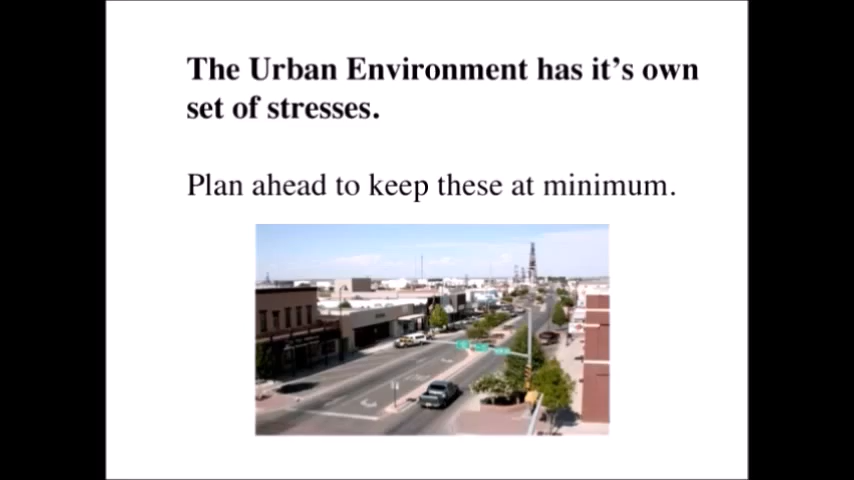 The Urban Environment has it’s own
set of stresses.
Plan ahead to keep these at minimum.